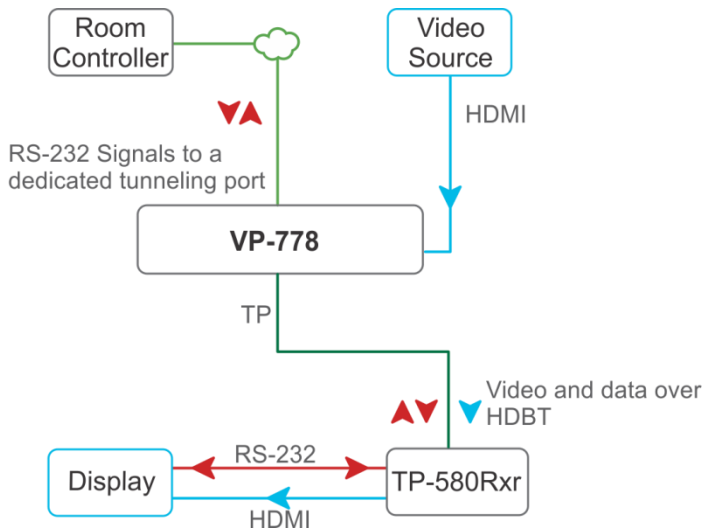 Room
Controller
Video
Source
HDMI
RS-232 Signals to a
dedicated tunneling port
VP-778
TP
Video and data over
HDBT
RS-232
Display
TP-580Rxr
HDMI